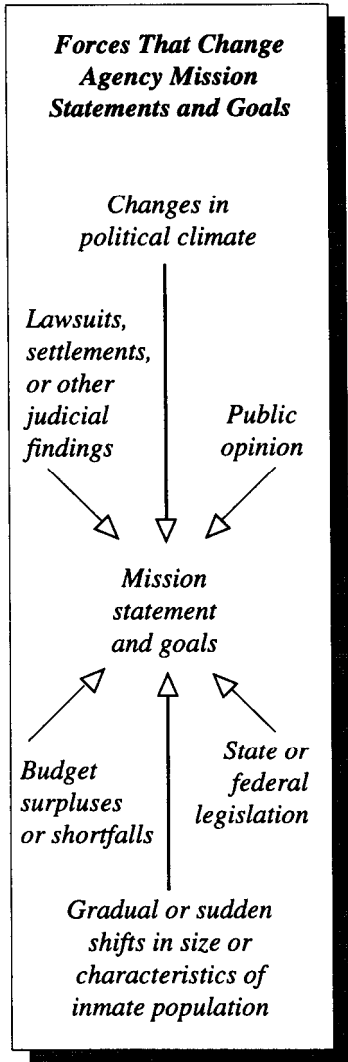 Forces That Change
Agency Mission
Statements and Goals
Changes in
political climate
Lawsuits,
settlements,
or other
judicial
findings
Public
opinion
Mission
statement
and goals
Budget
surpluses
or shortfalls
State or
federal
legislation
Gradual or sudden
shifts in size or
characteristics of
inmate population